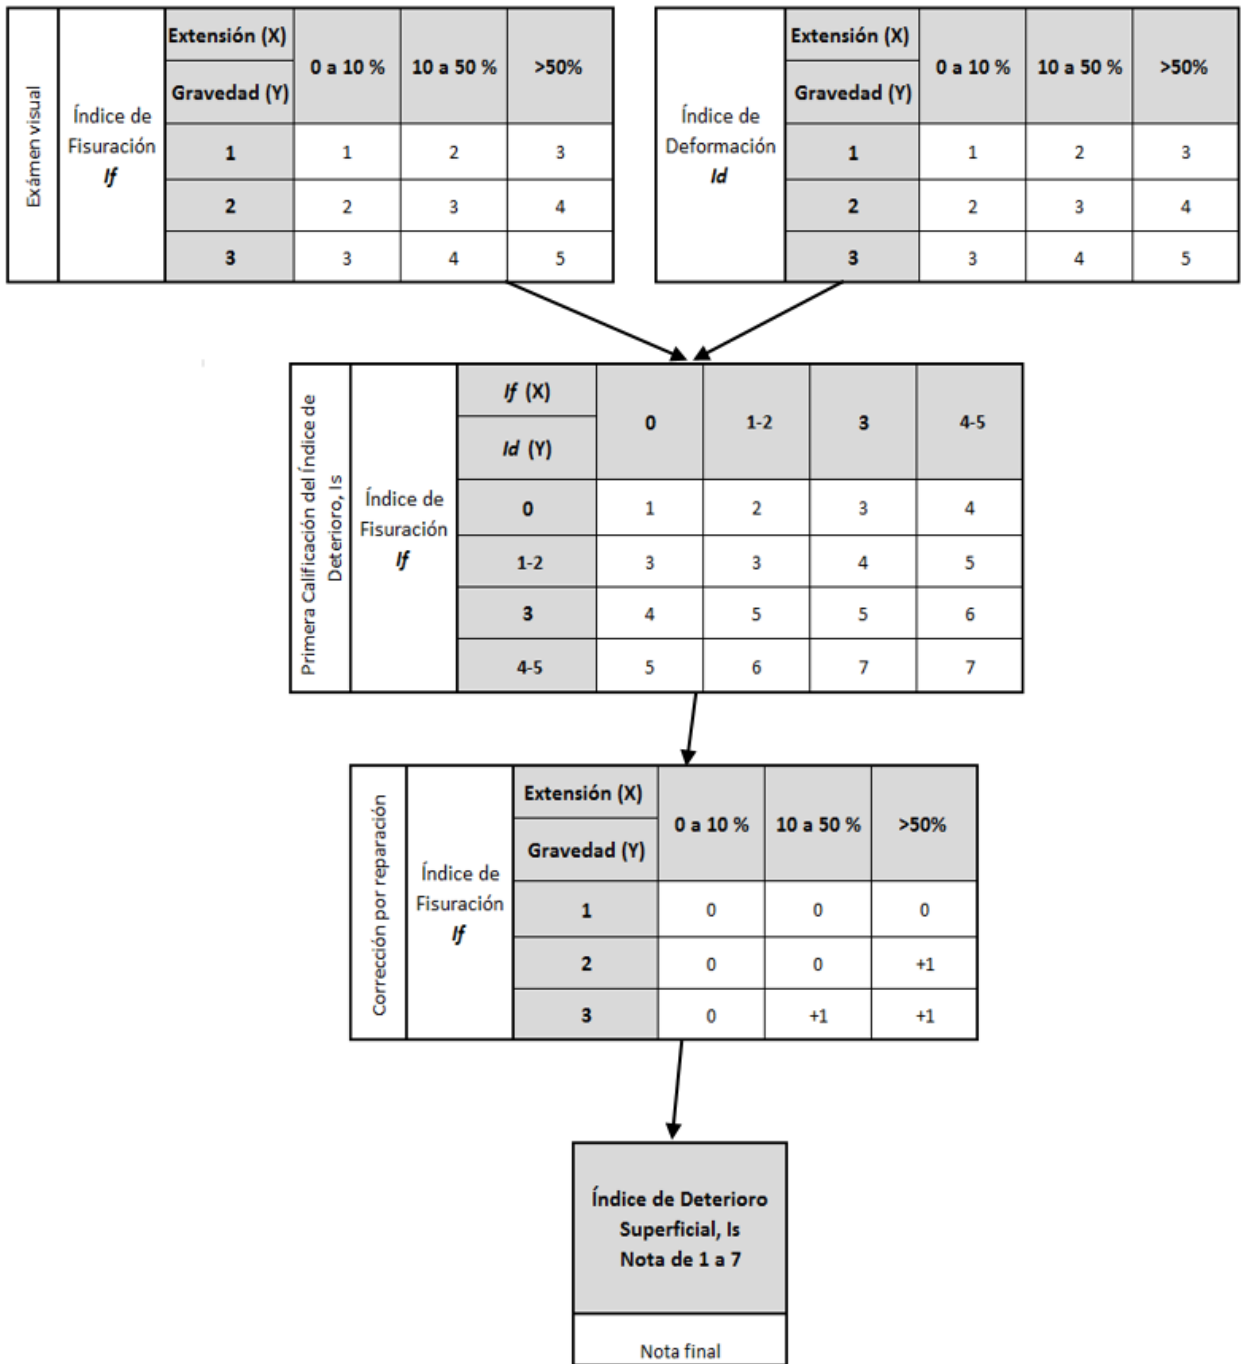 Exámen visual
Índice de
Fisuración
If
Extensión (X)
Gravedad (Y)
0 a 10 %
10 a 50 %
>50%
1
1
2
3
2
2
3
4
3
3
4
5
Índice de
Deformación
Id
Extensión (X)
Gravedad (Y)
0 a 10 %
10 a 50 %
>50%
1
1
2
3
2
2
3
4
3
3
4
5
Primera Calificación del Índice de
Deterioro, Is
Índice de
Fisuración
If
If (X)
Id (Y)
0
1-2
3
4-5
0
1
2
3
4
1-2
3
3
4
5
3
4
5
5
6
4-5
5
6
7
7
Corrección por reparación
Índice de
Fisuración
If
Extensión (X)
Gravedad (Y)
0 a 10 %
10 a 50 %
>50%
1
0
0
0
2
0
0
+1
3
0
+1
+1
Índice de Deterioro
Superficial, Is
Nota de 1 a 7
Nota final